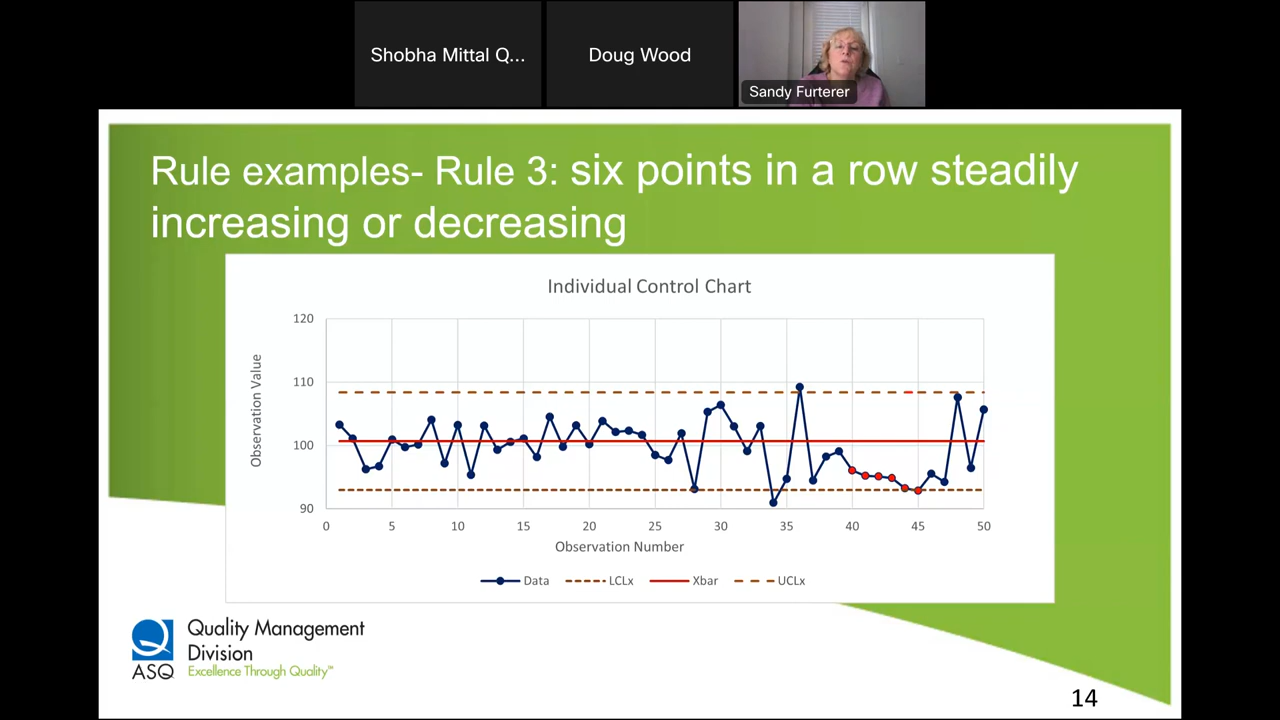 Shobha Mittal Q...
Doug Wood
Sandy Furterer
Rule examples- Rule 3: six points in a row steadily
increasing or decreasing
Individual Control Chart
Observation Value
120
110
100
90
0 5 10 15 20 25 30 35 40 45 50
Observation Number
Data LCLx Xbar UCLx
ASQ
Quality Management
Division
Excellence Through Quality™
14